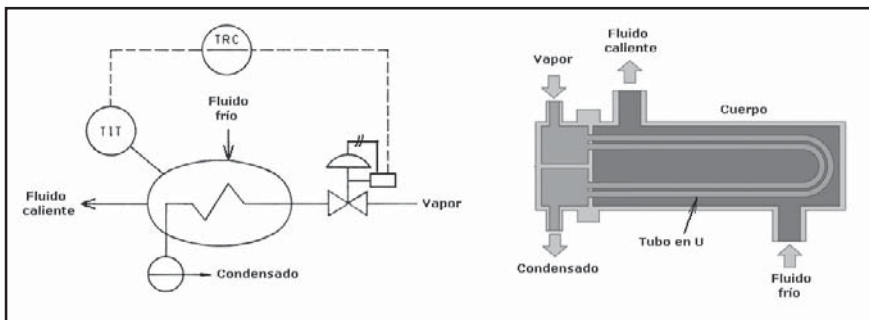 TRC
TIT
Fluido
frío
Fluido
caliente
Vapor
Condensado
Vapor
Fluido
caliente
Cuerpo
Tubo en U
Condensado
Fluido
frío